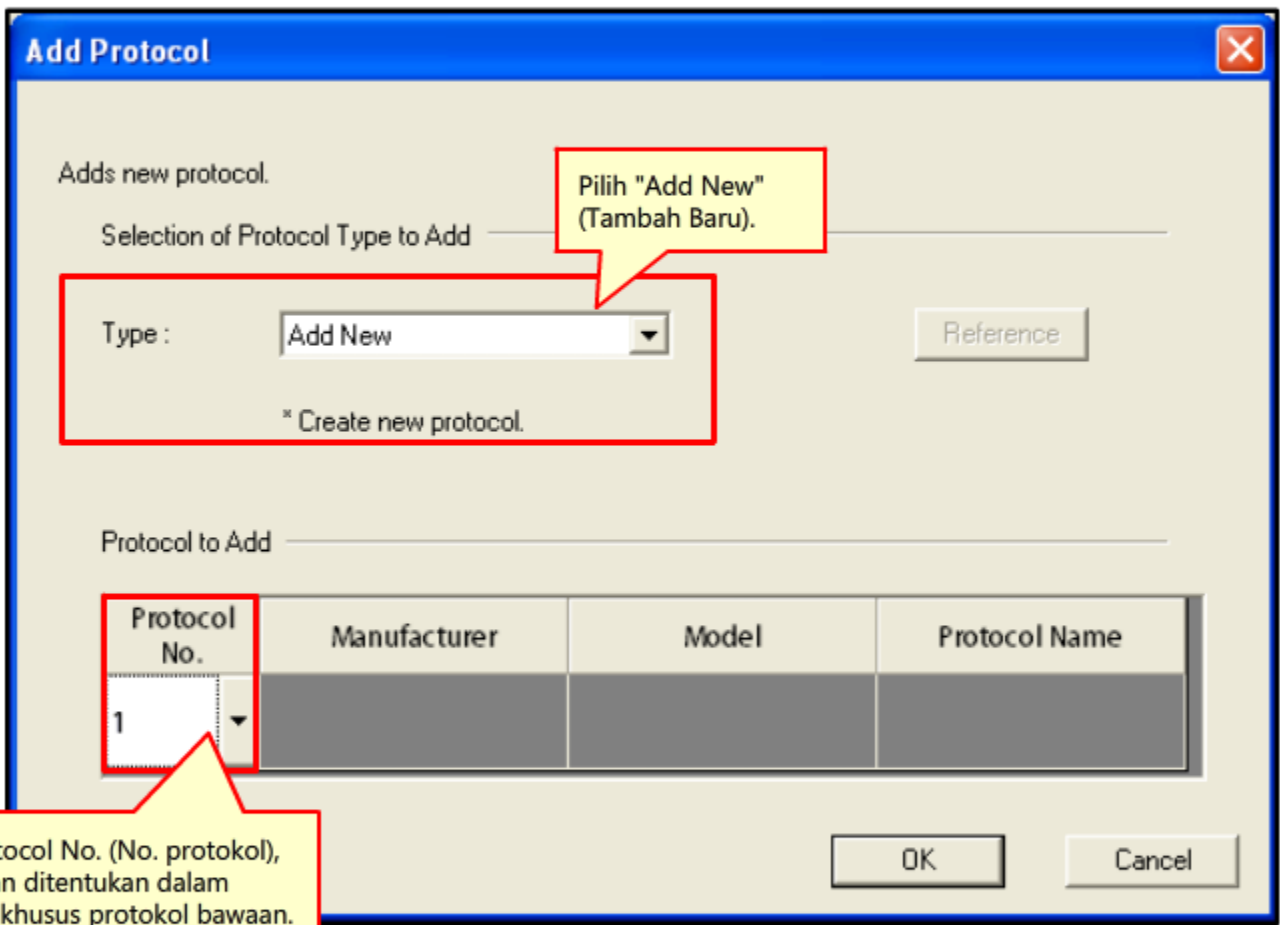 Add Protocol
Adds new protocol.
Pilih "Add New"
(Tambah Baru).
Selection of Protocol Type to Add
Type :
Add New
Reference
* Create new protocol.
Protocol to Add
Protocol
No.
Manufacturer
Model
Protocol Name
1
No. (No. protokol),
ditentukan dalam
khusus protokol bawaan.
OK
Cancel